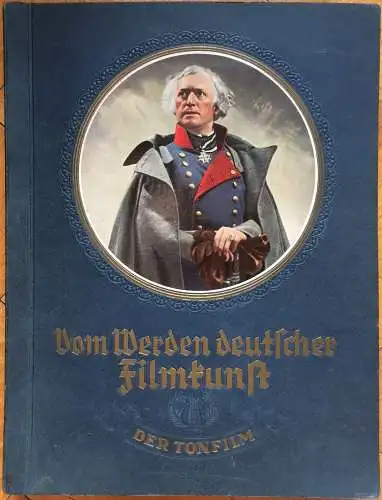 Vom Werden deutscher
Filmkunst
DER TONFILM